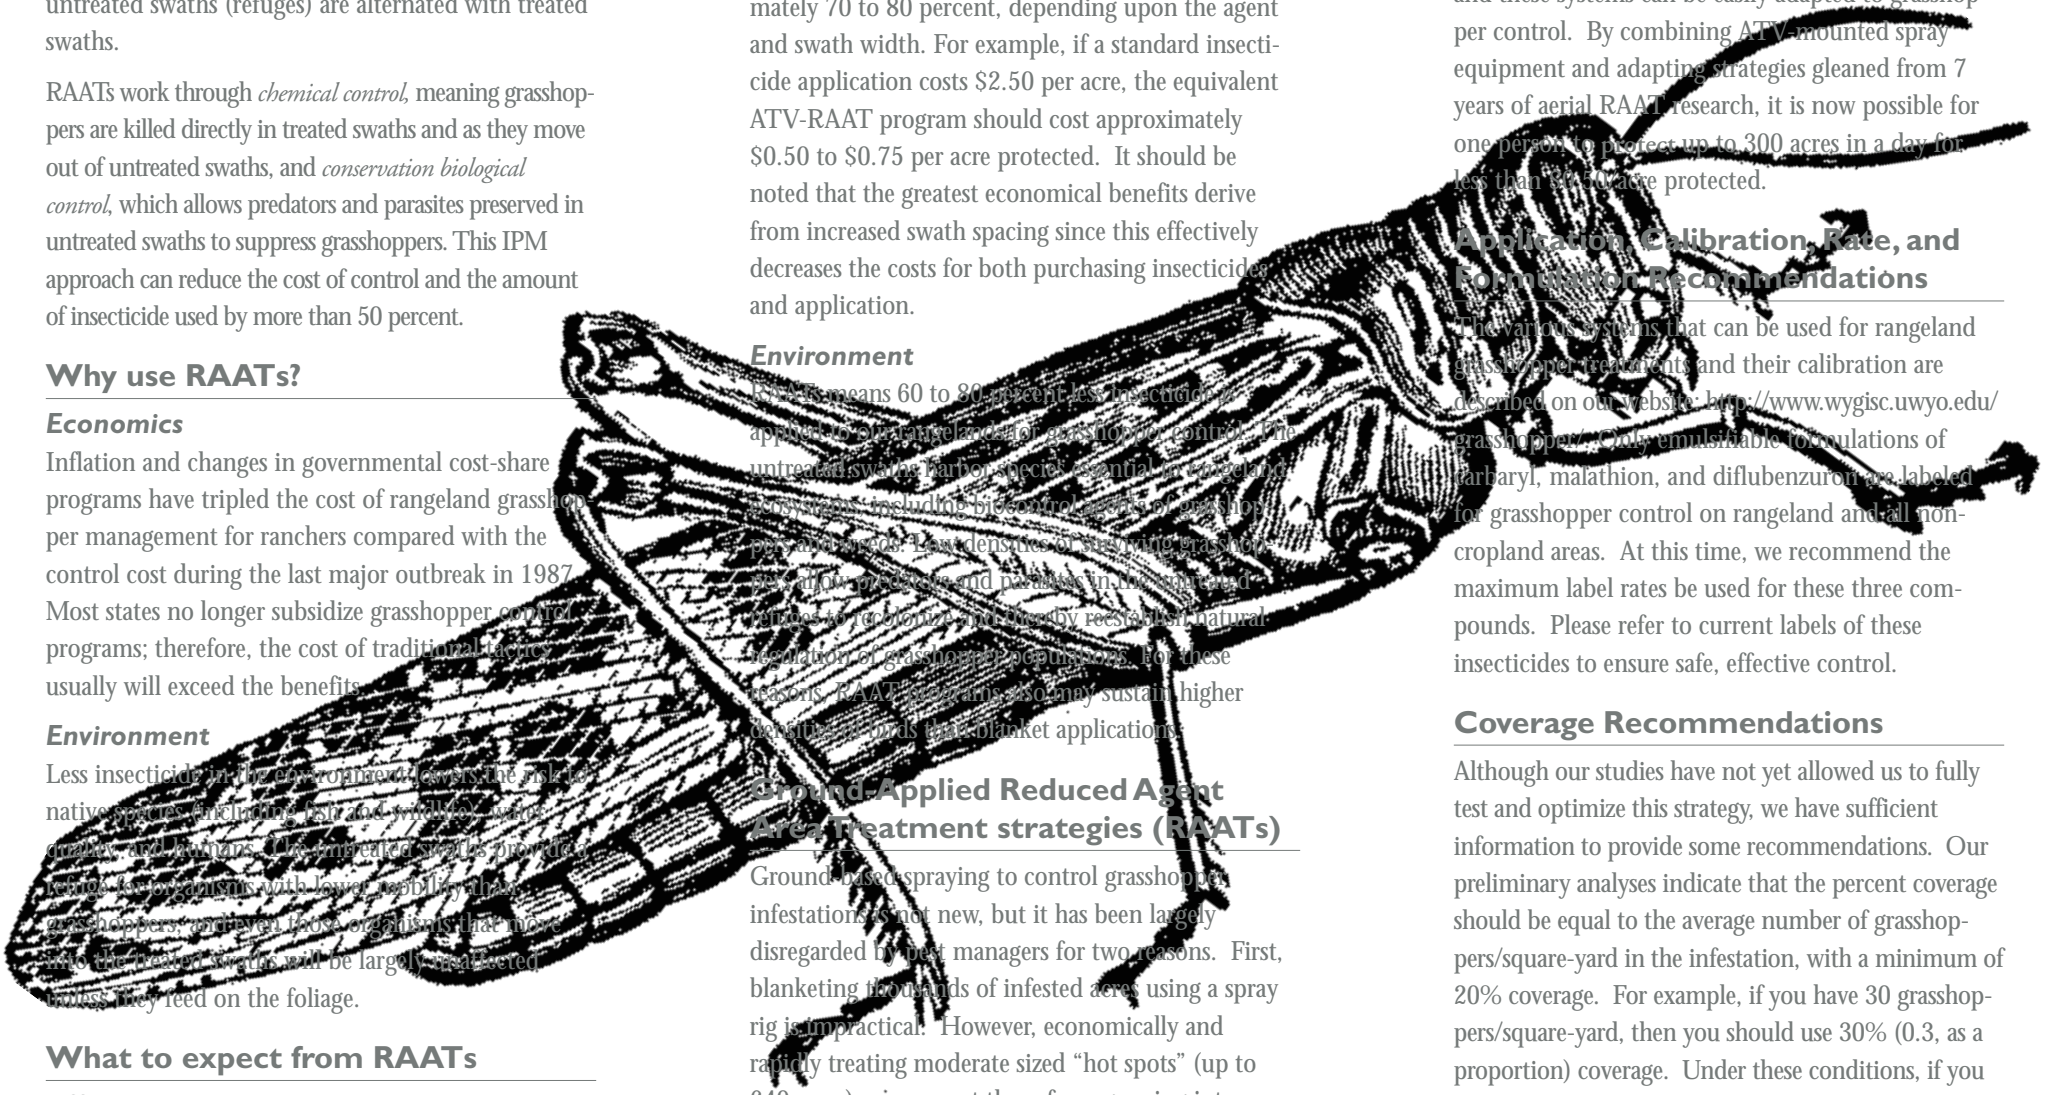 untreated swaths (refuges) are alternated with treated
swaths.
RAATs work through chemical control, meaning grasshop-
pers are killed directly in treated swaths and as they move
out of untreated swaths, and conservation biological
control, which allows predators and parasites preserved in
untreated swaths to suppress grasshoppers. This IPM
approach can reduce the cost of control and the amount
of insecticide used by more than 50 percent.
Why use RAATs?
Economics
Inflation and changes in governmental cost-share
programs have tripled the cost of rangeland grasshop-
per management for ranchers compared with the
control cost during the last major outbreak in 1987.
Most states no longer subsidize grasshopper control
programs; therefore, the cost of traditional tactics
usually will exceed the benefits.
Environment
Less insecticide in the environment lowers the risk to
native species (including fish and wildlife), water
quality, and humans. The untreated swaths provide a
refuge for organisms with lower mobility than
grasshoppers, and even those organisms that move
into the treated swaths will be largely unaffected
unless they feed on the foliage.
What to expect from RAATs
mately 70 to 80 percent, depending upon the agent
and swath width. For example, if a standard insecti-
cide application costs $2.50 per acre, the equivalent
ATV-RAAT program should cost approximately
$0.50 to $0.75 per acre protected. It should be
noted that the greatest economical benefits derive
from increased swath spacing since this effectively
decreases the costs for both purchasing insecticides
and application.
Environment
RAATs means 60 to 80 percent less insecticide is
applied to our rangelands for grasshopper control. The
untreated swaths harbor species essential to rangeland
ecosystems, including biocontrol agents of grasshop-
pers and weeds. Low densities of surviving grasshop-
pers allow predators and parasites in the untreated
refuges to recolonize and thereby reestablish natural
regulation of grasshopper populations. For these
reasons, RAAT programs also may sustain higher
densities of birds than blanket applications.
Ground-Applied Reduced Agent
Area Treatment strategies (RAATs)
Ground-based spraying to control grasshopper
infestations is not new, but it has been largely
disregarded by pest managers for two reasons. First,
blanketing thousands of infested acres using a spray
rig is impractical. However, economically and
rapidly treating moderate sized “hot spots” (up to
and these systems can be easily adapted to grasshop-
per control. By combining ATV-mounted spray
equipment and adapting strategies gleaned from 7
years of aerial RAAT research, it is now possible for
one person to protect up to 300 acres in a day for
less than $0.50/acre protected.
Application, Calibration, Rate, and
Formulation Recommendations
The various systems that can be used for rangeland
grasshopper treatments and their calibration are
described on our website: http://www.wygisc.uwyo.edu/
grasshopper/. Only emulsifiable formulations of
carbaryl, malathion, and diflubenzuron are labeled
for grasshopper control on rangeland and all non-
cropland areas. At this time, we recommend the
maximum label rates be used for these three com-
pounds. Please refer to current labels of these
insecticides to ensure safe, effective control.
Coverage Recommendations
Although our studies have not yet allowed us to fully
test and optimize this strategy, we have sufficient
information to provide some recommendations. Our
preliminary analyses indicate that the percent coverage
should be equal to the average number of grasshop-
pers/square-yard in the infestation, with a minimum of
20% coverage. For example, if you have 30 grasshop-
pers/square-yard, then you should use 30% (0.3, as a
proportion) coverage. Under these conditions, if you